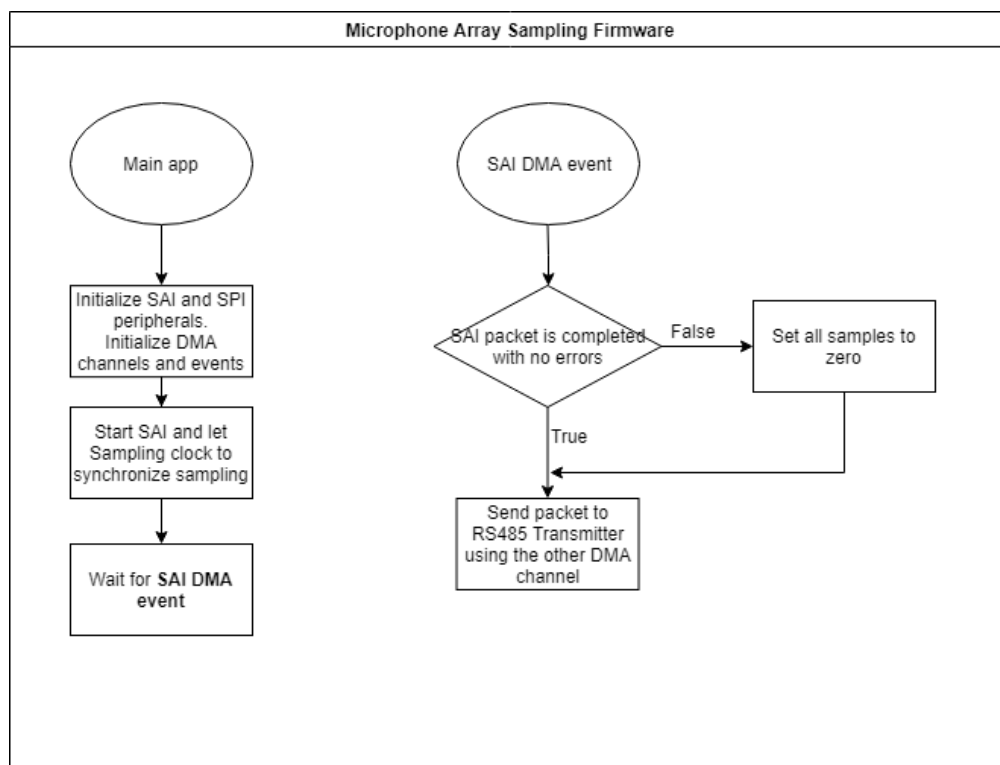 Microphone Array Sampling Firmware
Main app
Initialize SAI and SPI
peripherals.
Initialize DMA
channels and events
Start SAI and let
Sampling clock to
synchronize sampling
Wait for SAI DMA
event
SAI DMA event
SAI packet is completed
with no errors
False
Set all samples to
zero
True
Send packet to
RS485 Transmitter
using the other DMA
channel